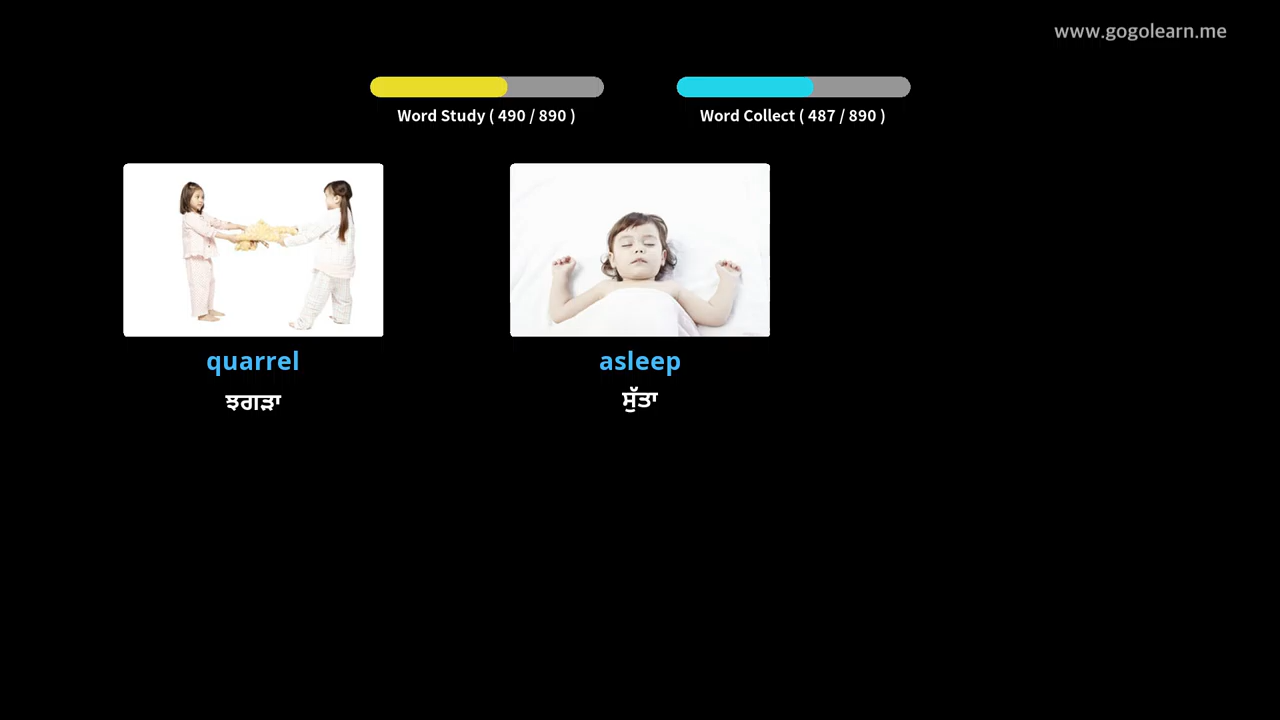 www.gogolearn.me
Word Study ( 490 / 890 )
Word Collect ( 487 / 890 )
quarrel
asleep
ਝਗੜਾ
ਸੁੱਤਾ